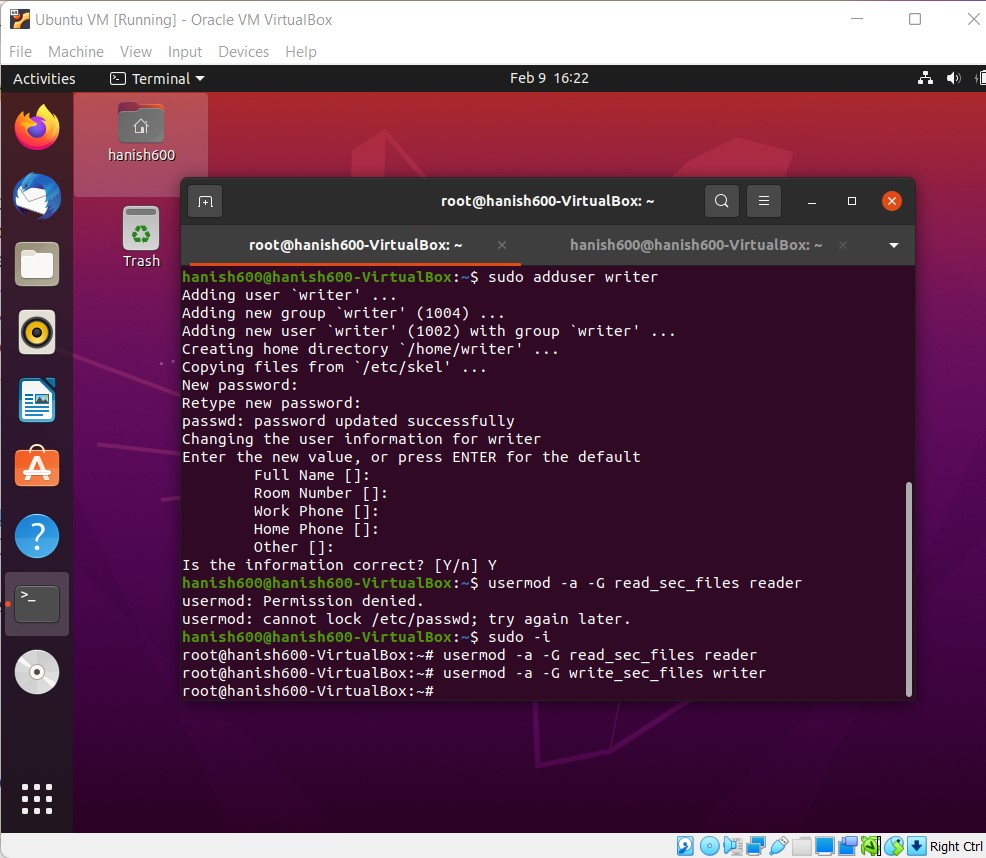 Ubuntu VM [Running] - Oracle VM VirtualBox
File Machine View Input Devices Help
Activities Terminal Feb 9 16:22
hanish600
Trash
root@hanish600-VirtualBox: ~
root@hanish600-VirtualBox: ~ hanish600@hanish600-VirtualBox: ~
hanish600@hanish600-VirtualBox:~$ sudo adduser writer
Adding user `writer' ...
Adding new group `writer' (1004) ...
Adding new user `writer' (1002) with group `writer' ...
Creating home directory `/home/writer' ...
Copying files from `/etc/skel' ...
New password:
Retype new password:
passwd: password updated successfully
Changing the user information for writer
Enter the new value, or press ENTER for the default
Full Name []:
Room Number []:
Work Phone []:
Home Phone []:
Other []:
Is the information correct? [Y/n] Y
hanish600@hanish600-VirtualBox:~$ usermod -a -G read_sec_files reader
usermod: Permission denied.
usermod: cannot lock /etc/passwd; try again later.
hanish600@hanish600-VirtualBox:~$ sudo -i
root@hanish600-VirtualBox:~# usermod -a -G read_sec_files reader
root@hanish600-VirtualBox:~# usermod -a -G write_sec_files writer
root@hanish600-VirtualBox:~#
Right Ctrl